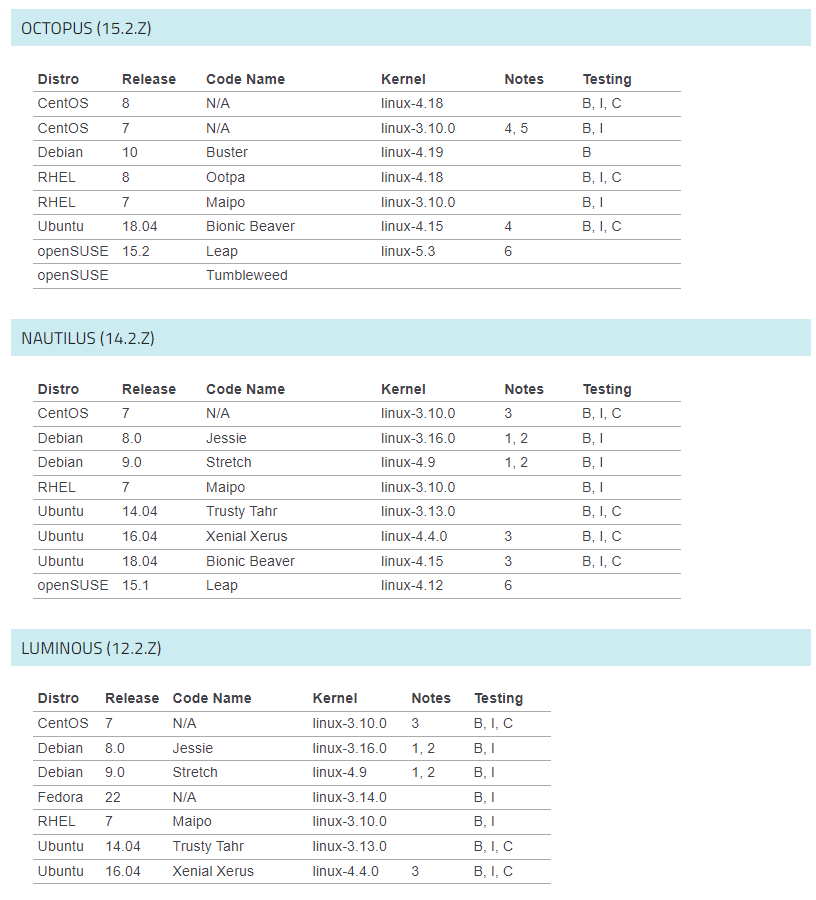 OCTOPUS (15.2.Z)
Distro Release Code Name Kernel Notes Testing
CentOS 8 N/A linux-4.18 B, I, C
CentOS 7 N/A linux-3.10.0 4, 5 B, I
Debian 10 Buster linux-4.19 B
RHEL 8 Ootpa linux-4.18 B, I, C
RHEL 7 Maipo linux-3.10.0 B, I
Ubuntu 18.04 Bionic Beaver linux-4.15 4 B, I, C
openSUSE 15.2 Leap linux-5.3 6
openSUSE Tumbleweed
NAUTILUS (14.2.Z)
Distro Release Code Name Kernel Notes Testing
CentOS 7 N/A linux-3.10.0 3 B, I, C
Debian 8.0 Jessie linux-3.16.0 1, 2 B, I
Debian 9.0 Stretch linux-4.9 1, 2 B, I
RHEL 7 Maipo linux-3.10.0 B, I
Ubuntu 14.04 Trusty Tahr linux-3.13.0 B, I, C
Ubuntu 16.04 Xenial Xerus linux-4.4.0 3 B, I, C
Ubuntu 18.04 Bionic Beaver linux-4.15 3 B, I, C
openSUSE 15.1 Leap linux-4.12 6
LUMINOUS (12.2.Z)
Distro Release Code Name Kernel Notes Testing
CentOS 7 N/A linux-3.10.0 3 B, I, C
Debian 8.0 Jessie linux-3.16.0 1, 2 B, I
Debian 9.0 Stretch linux-4.9 1, 2 B, I
Fedora 22 N/A linux-3.14.0 B, I
RHEL 7 Maipo linux-3.10.0 B, I
Ubuntu 14.04 Trusty Tahr linux-3.13.0 B, I, C
Ubuntu 16.04 Xenial Xerus linux-4.4.0 3 B, I, C